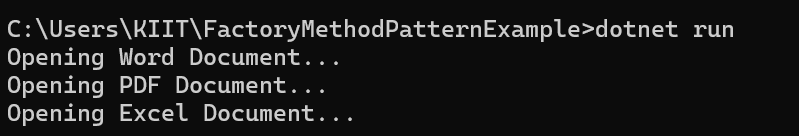 C:\Users\KIIT\FactoryMethodPatternExample>dotnet run
Opening Word Document...
Opening PDF Document...
Opening Excel Document...